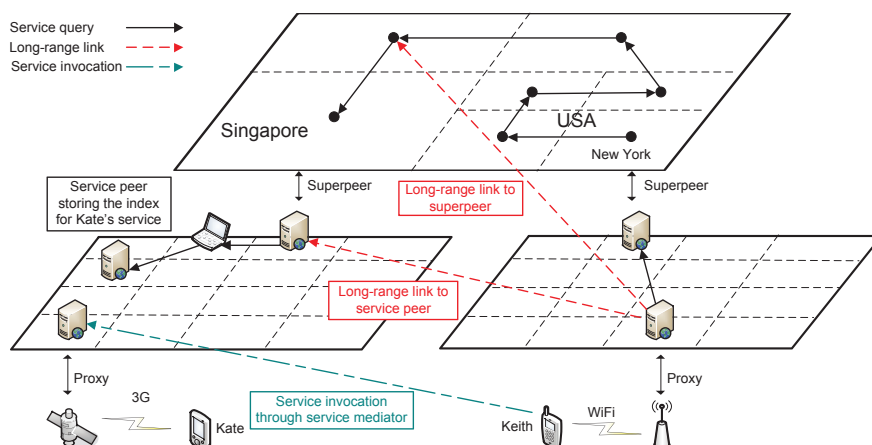 Service query
Long-range link
Service invocation
Singapore
USA
New York
Service peer
storing the index
for Kate's service
Superpeer
Long-range link to
superpeer
Superpeer
Long-range link to
service peer
Proxy
Proxy
3G
Kate
Service invocation
through service mediator
Keith
WiFi